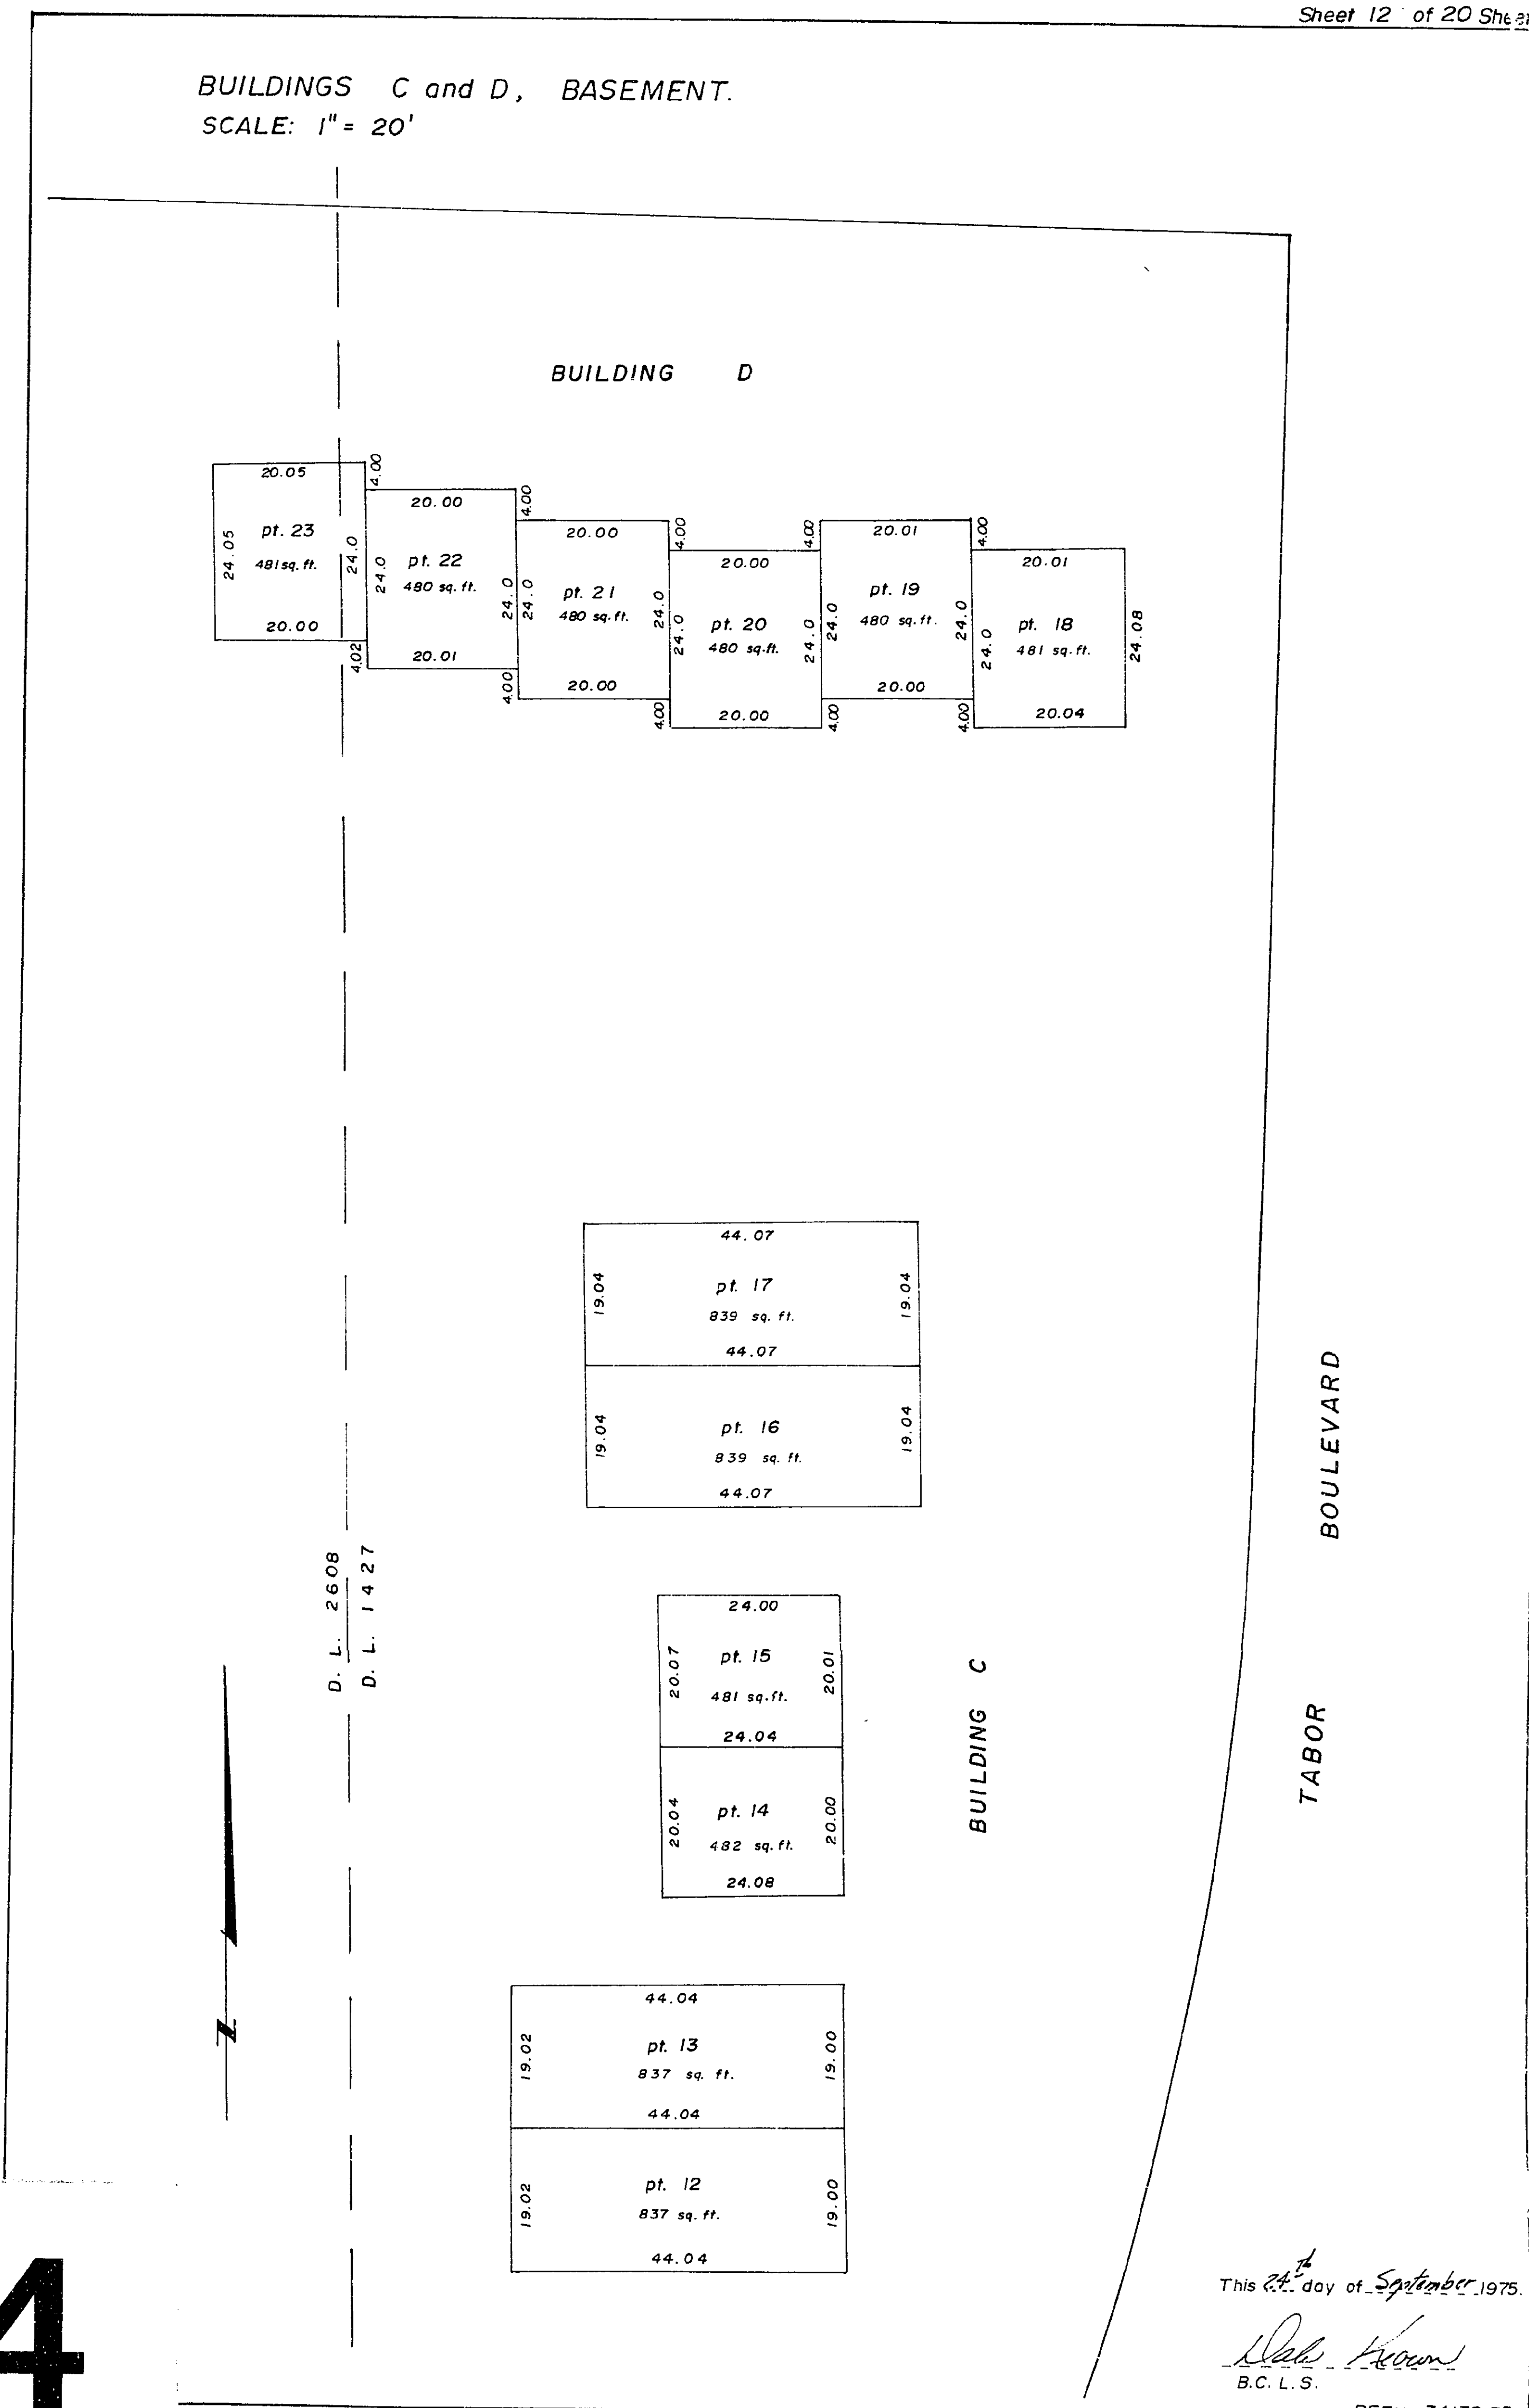 Sheet 12 of 20 Sheet
BUILDINGS C and D, BASEMENT.
SCALE: 1" = 20'
BUILDING D
20.05
4.00
pt. 23
481 sq. ft.
24.05
24.0
20.00
4.02
20.00
4.00
pt. 22
480 sq. ft.
24.0
24.0
20.01
4.00
20.00
4.00
pt. 21
480 sq. ft.
24.0
24.0
20.00
4.00
20.00
4.00
pt. 20
480 sq. ft.
24.0
24.0
20.00
4.00
20.01
4.00
pt. 19
480 sq. ft.
24.0
24.0
20.00
4.00
20.01
pt. 18
481 sq. ft.
24.0
24.08
20.04
44.07
pt. 17
839 sq. ft.
19.04
19.04
44.07
pt. 16
839 sq. ft.
19.04
19.04
44.07
D. L. 2608
D. L. 1427
24.00
pt. 15
481 sq. ft.
20.07
20.01
24.04
pt. 14
482 sq. ft.
20.04
20.00
24.08
BUILDING C
TABOR BOULEVARD
44.04
pt. 13
837 sq. ft.
19.02
19.00
44.04
pt. 12
837 sq. ft.
19.02
19.00
44.04
4
This 24th day of September 1975.
Dale Keown
B.C.L.S.